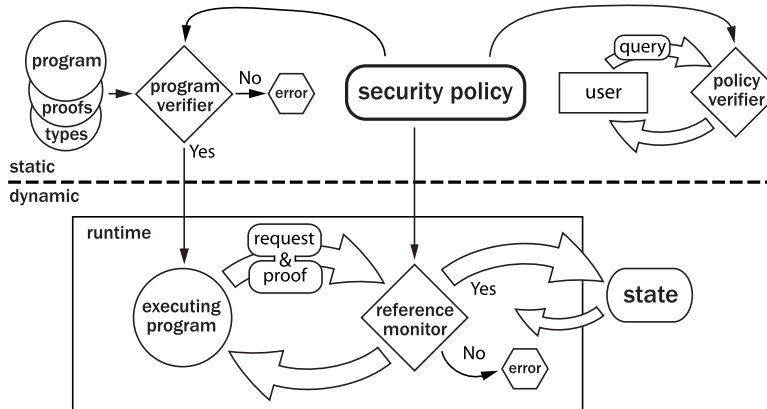 program
proofs
types
program
verifier
No
error
Yes
security policy
query
user
policy
verifier
static
dynamic
runtime
request
&
proof
executing
program
reference
monitor
Yes
No
error
state